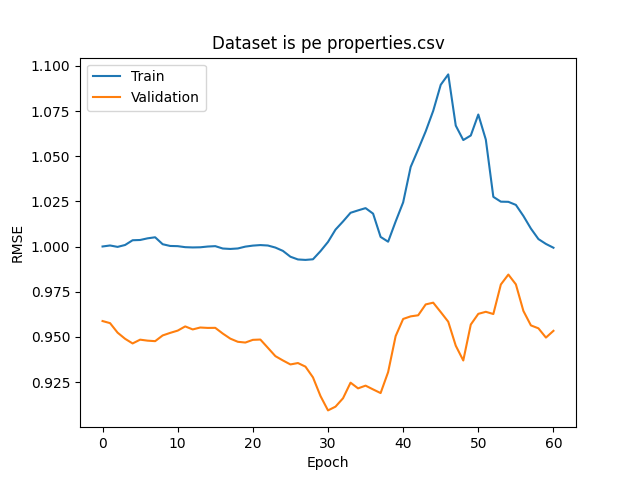 Dataset is pe properties.csv
Train
Validation
RMSE
1.100
1.075
1.050
1.025
1.000
0.975
0.950
0.925
0 10 20 30 40 50 60
Epoch